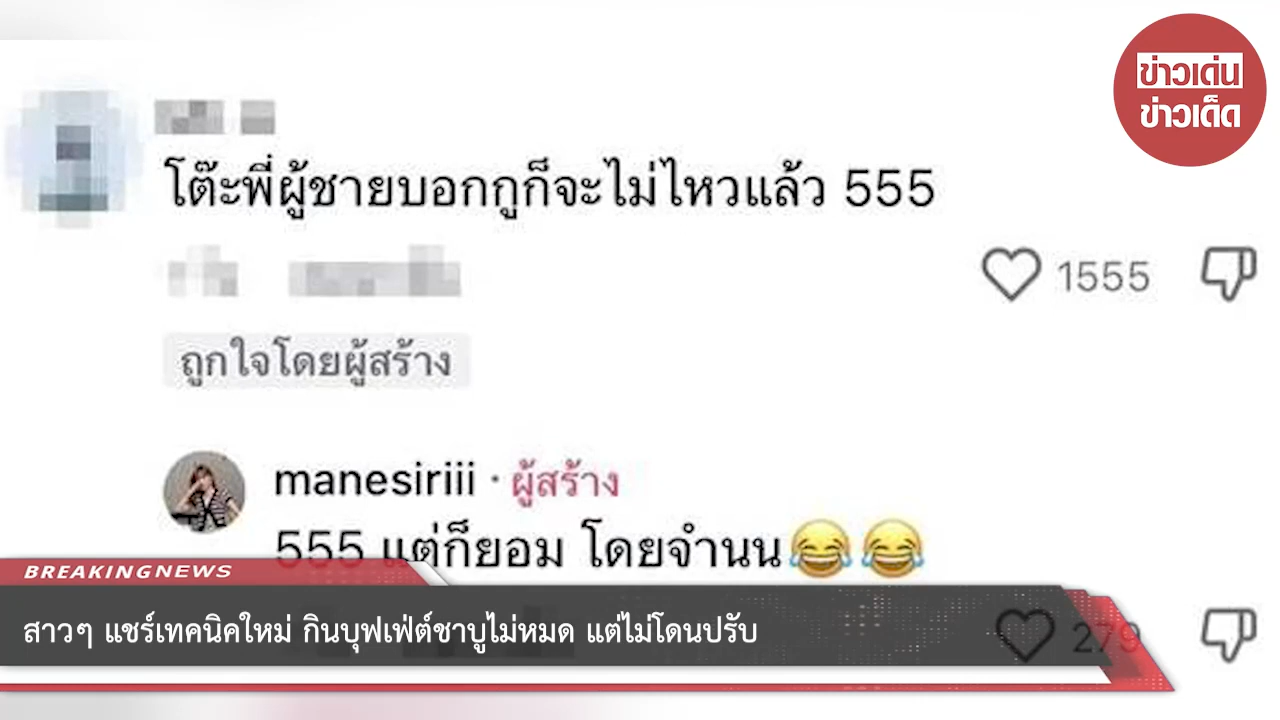 ข่าวเด่น
ข่าวเด็ด
โต๊ะพี่ผู้ชายบอกกูก็จะไม่ไหวแล้ว 555
1555
ถูกใจโดยผู้สร้าง
manesiriii · ผู้สร้าง
555 แต่ก็ยอม โดยจำนน😂😂
BREAKING NEWS
สาวๆ แชร์เทคนิคใหม่ กินบุฟเฟ่ต์ชาบูไม่หมด แต่ไม่โดนปรับ
279